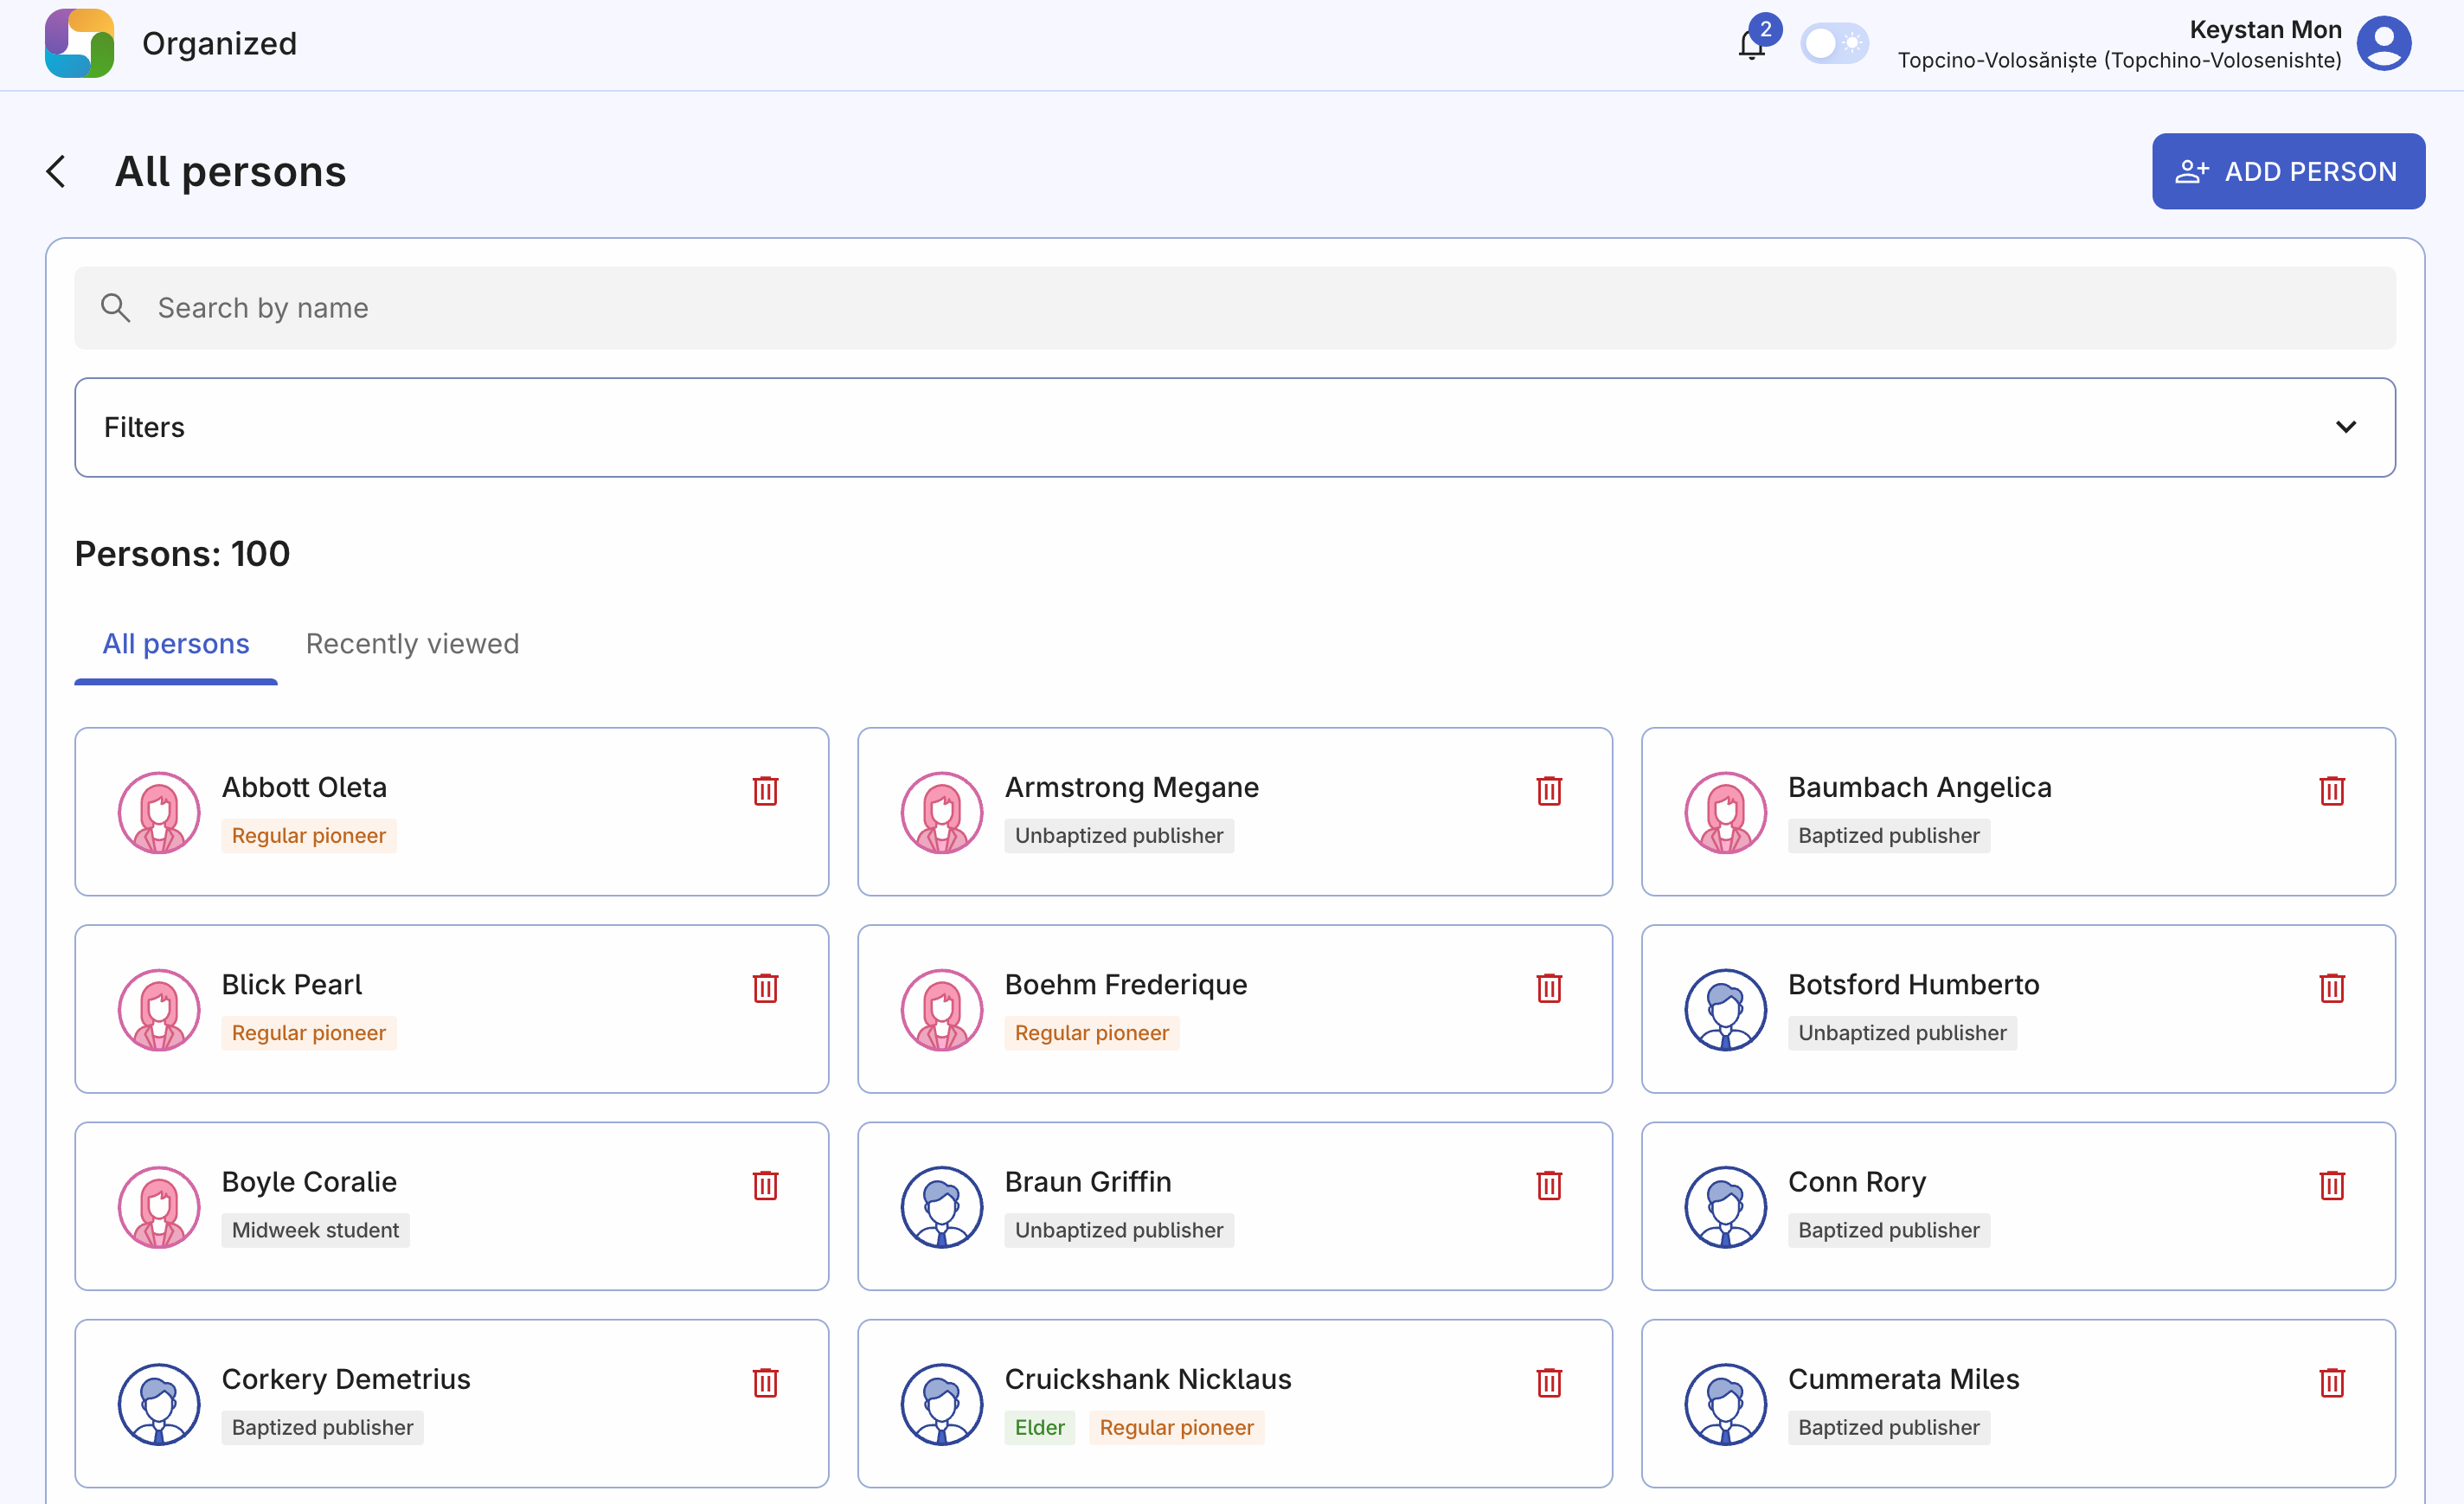 Organized
2
Keystan Mon
Topcino-Volosăniște (Topchino-Volosenishte)
All persons
ADD PERSON
Search by name
Filters
Persons: 100
All persons
Recently viewed
Abbott Oleta
Regular pioneer
Armstrong Megane
Unbaptized publisher
Baumbach Angelica
Baptized publisher
Blick Pearl
Regular pioneer
Boehm Frederique
Regular pioneer
Botsford Humberto
Unbaptized publisher
Boyle Coralie
Midweek student
Braun Griffin
Unbaptized publisher
Conn Rory
Baptized publisher
Corkery Demetrius
Baptized publisher
Cruickshank Nicklaus
Elder Regular pioneer
Cummerata Miles
Baptized publisher